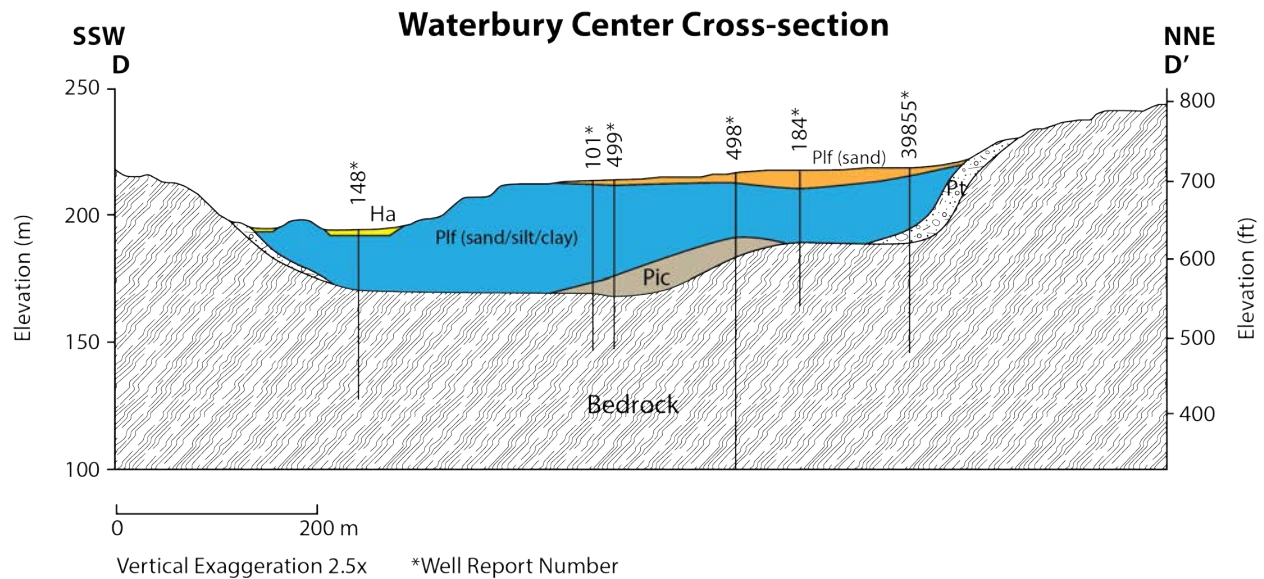 Waterbury Center Cross-section
SSW
D
NNE
D’
250
200
150
100
Elevation (m)
800
700
600
500
400
Elevation (ft)
148*
101*
499*
498*
184*
39855*
Ha
Plf (sand)
Plf (sand/silt/clay)
Pt
Pic
Bedrock
0
200 m
Vertical Exaggeration 2.5x
*Well Report Number